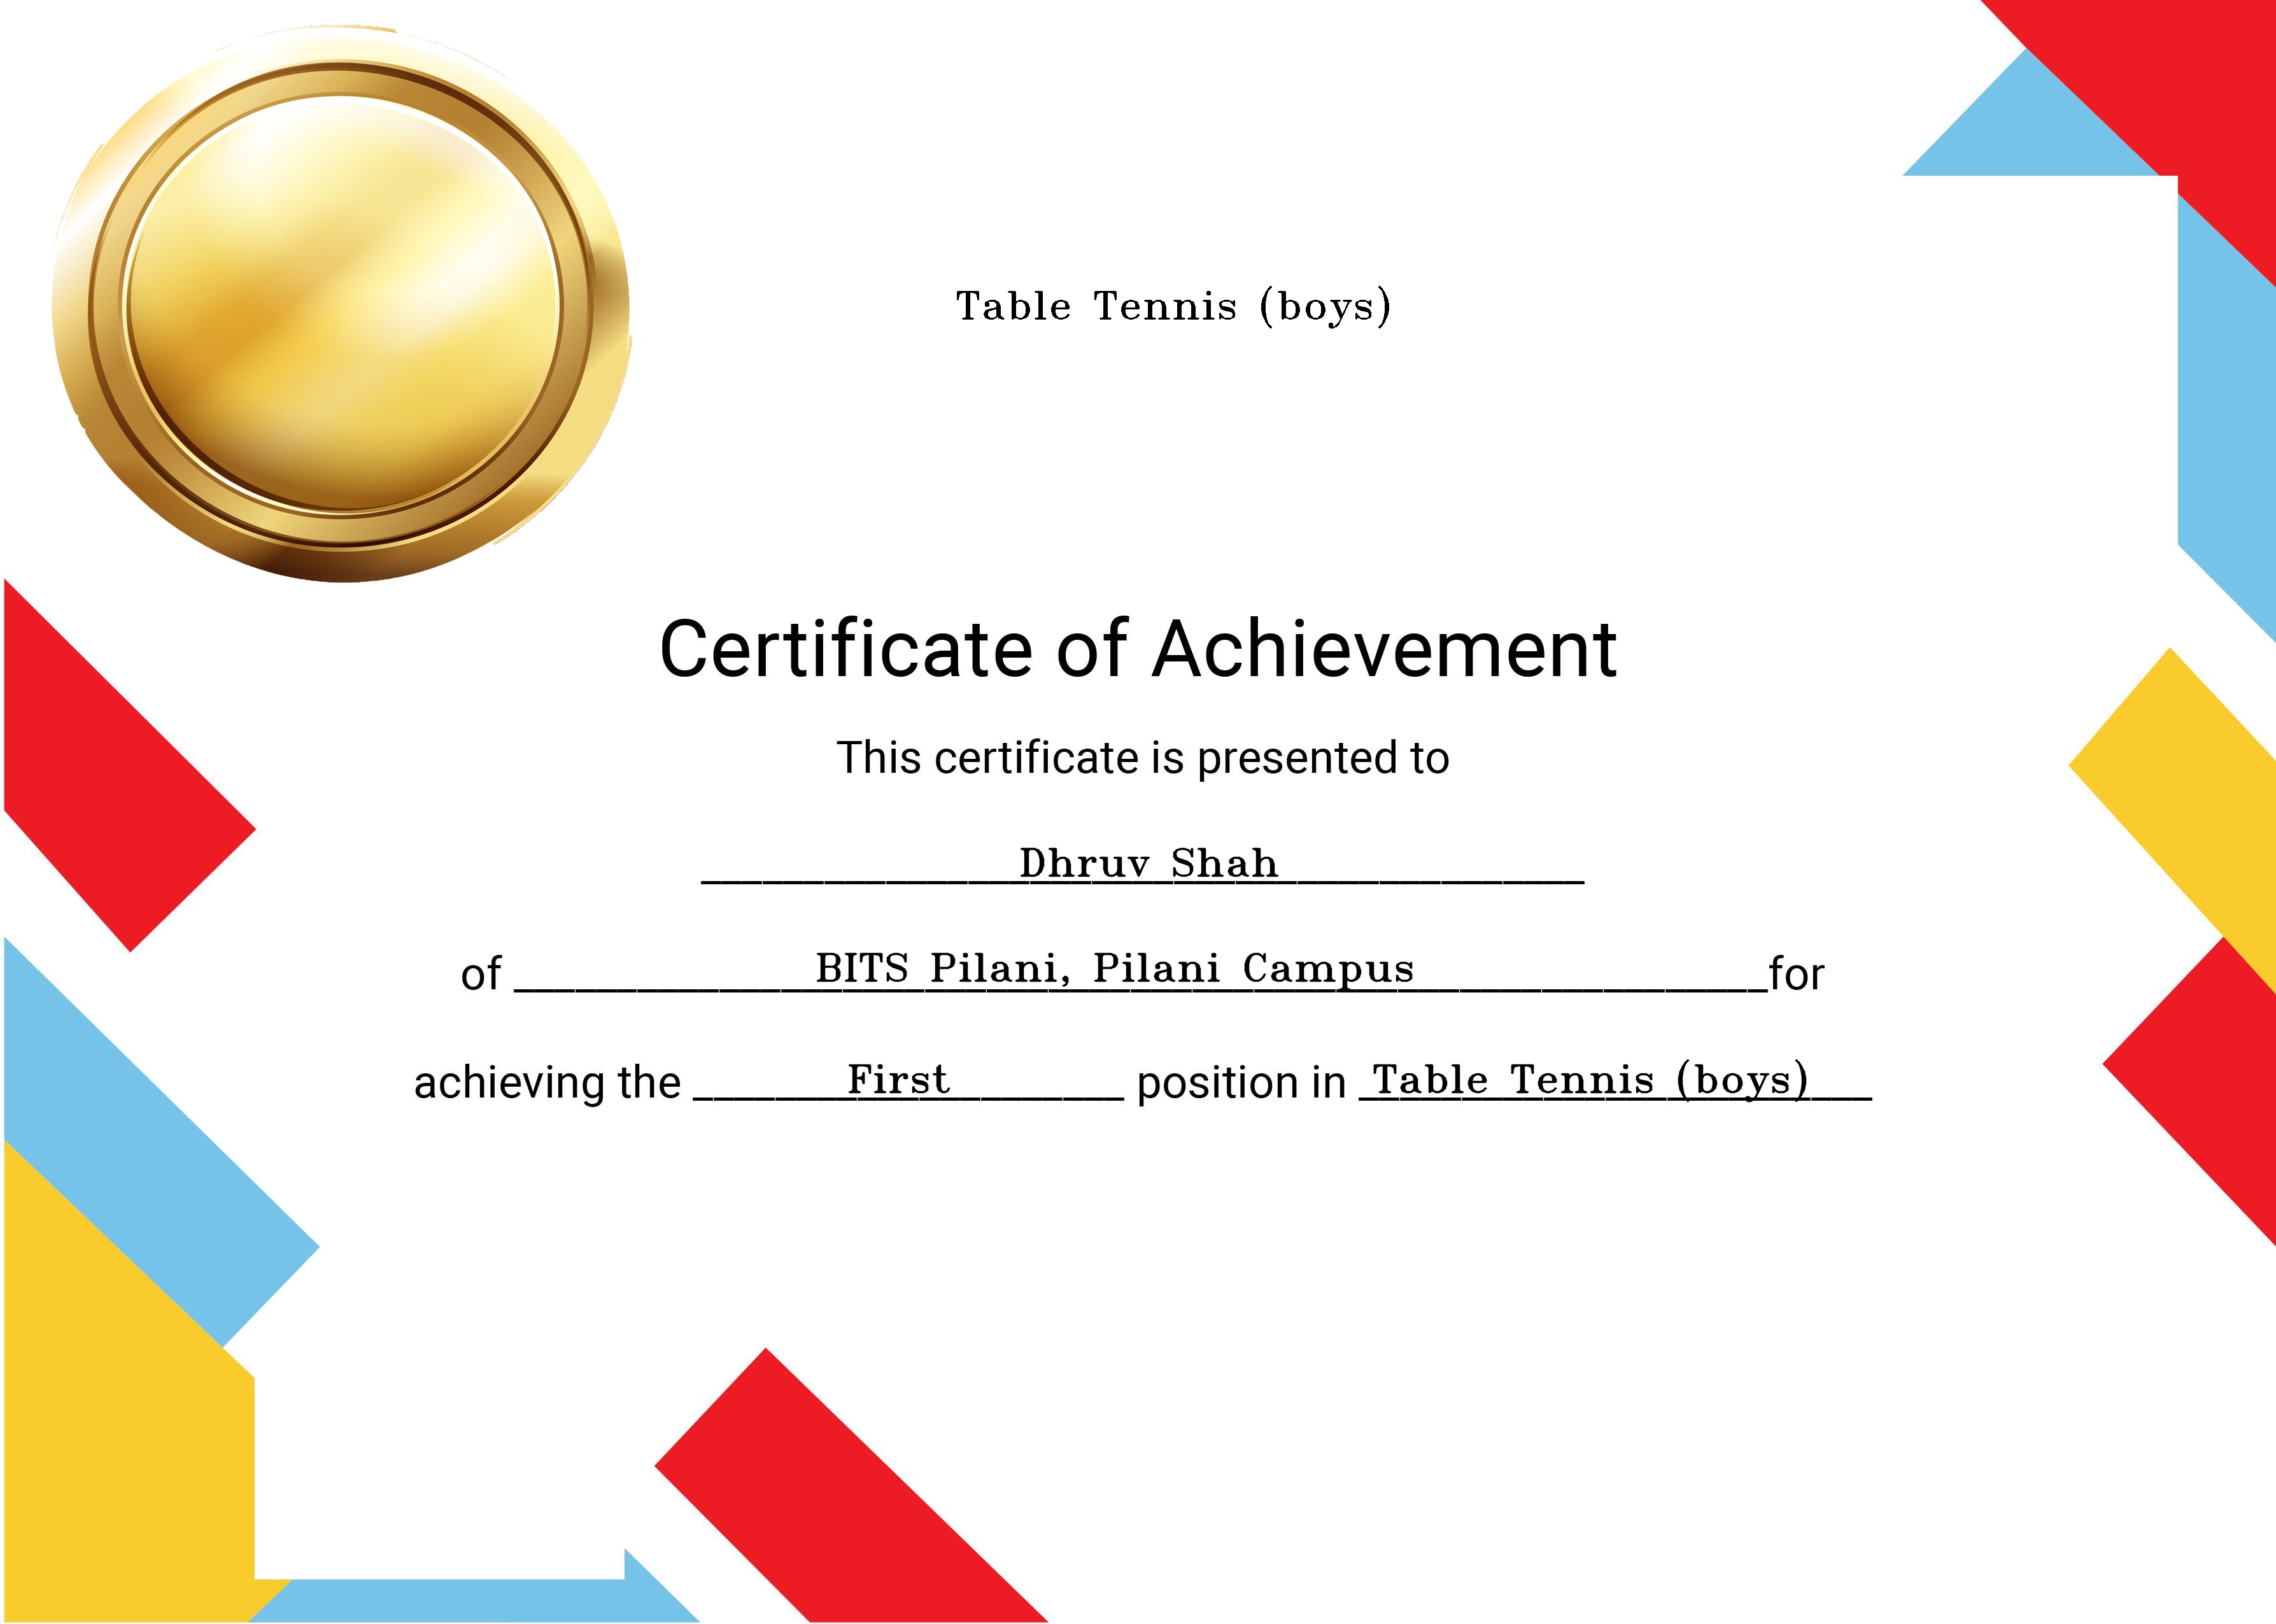 Table Tennis (boys)
Certificate of Achievement
This certificate is presented to
Dhruv Shah
of BITS Pilani, Pilani Campus for
achieving the First position in Table Tennis (boys)